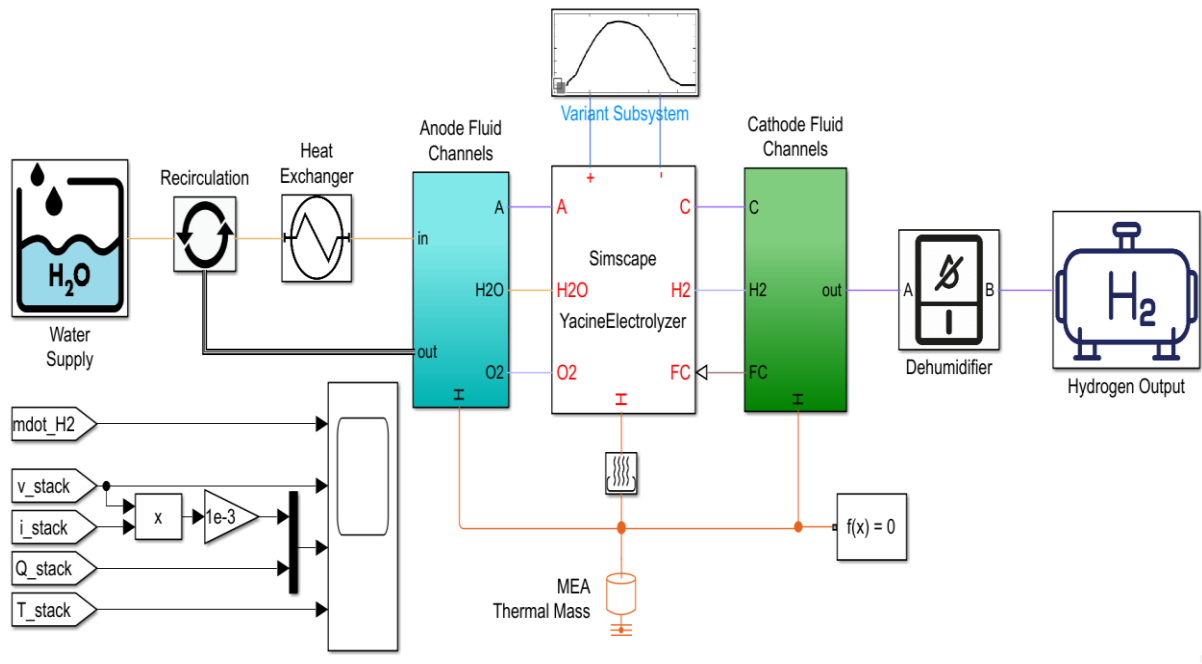 Variant Subsystem
Anode Fluid
Channels
Cathode Fluid
Channels
Heat
Exchanger
Recirculation
+
-
A
A
C
C
in
Simscape
H₂O
H2O
H2O
H2
H2
out
A
B
H₂
YacineElectrolyzer
Water
Supply
out
O2
O2
FC
FC
Dehumidifier
Hydrogen Output
H
H
H
mdot_H2
v_stack
x
1e-3
i_stack
f(x) = 0
Q_stack
MEA
Thermal Mass
T_stack